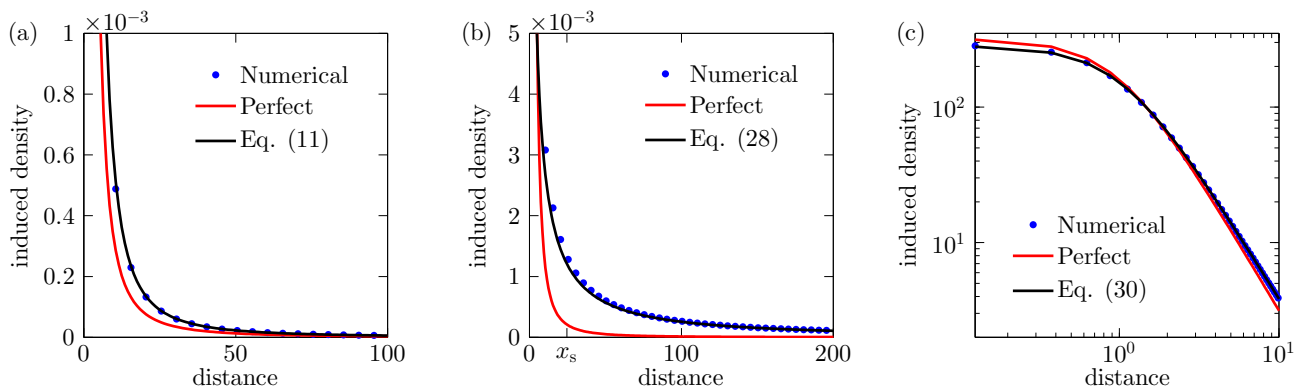 (a)
×10⁻³
1
0.8
0.6
0.4
0.2
0
induced density
Numerical
Perfect
Eq. (11)
0
50
100
distance
(b)
×10⁻³
5
4
3
2
1
0
induced density
Numerical
Perfect
Eq. (28)
0
xₛ
100
200
distance
(c)
10²
10¹
induced density
Numerical
Perfect
Eq. (30)
10⁰
10¹
distance